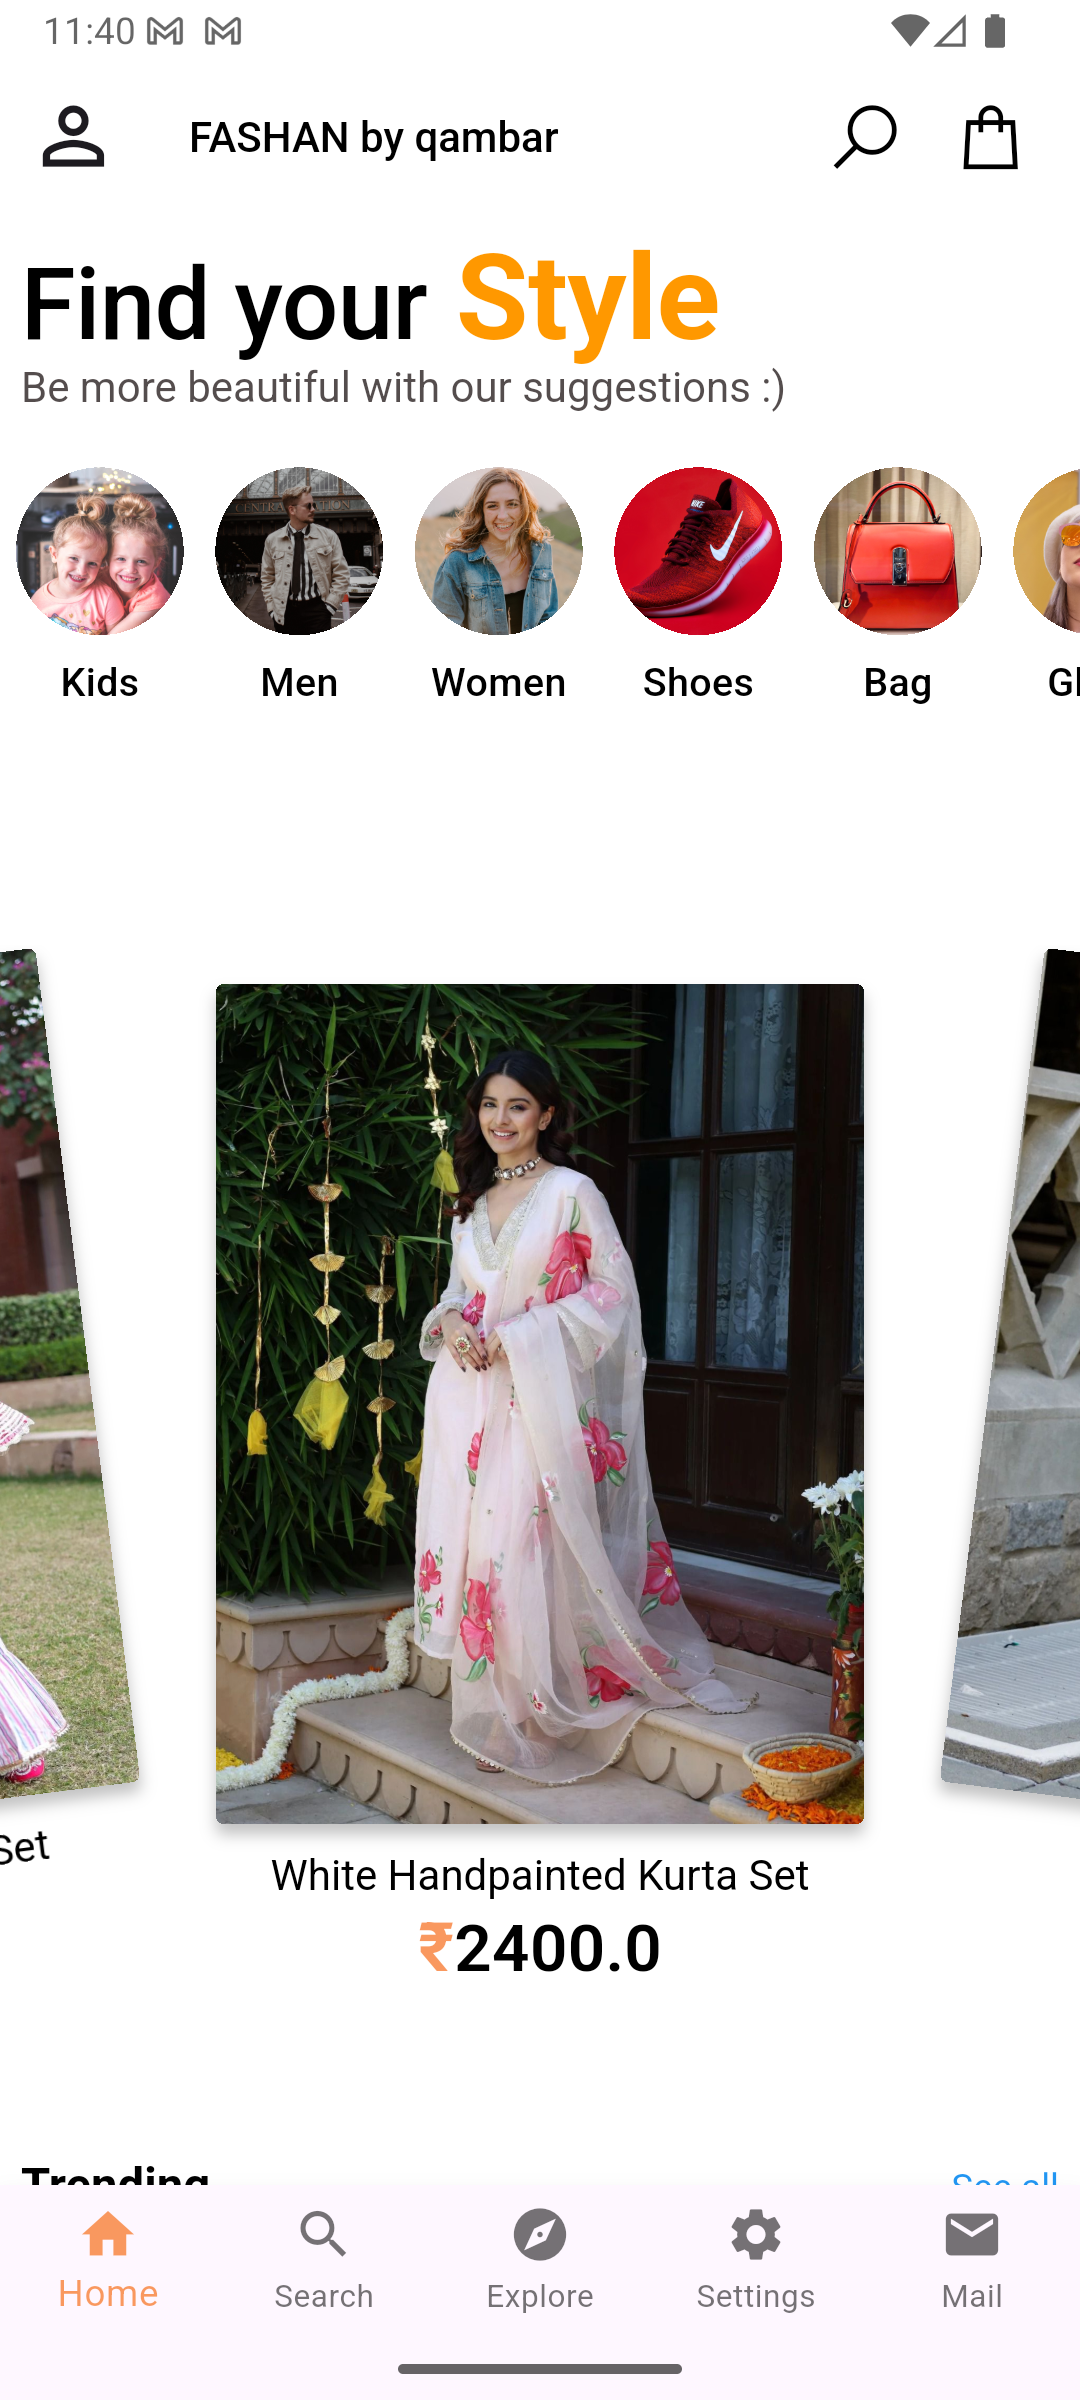 11:40
FASHAN by qambar
Find your Style
Be more beautiful with our suggestions :)
Kids Men Women Shoes Bag Gl
Set
White Handpainted Kurta Set
₹2400.0
Trending See all
Home Search Explore Settings Mail